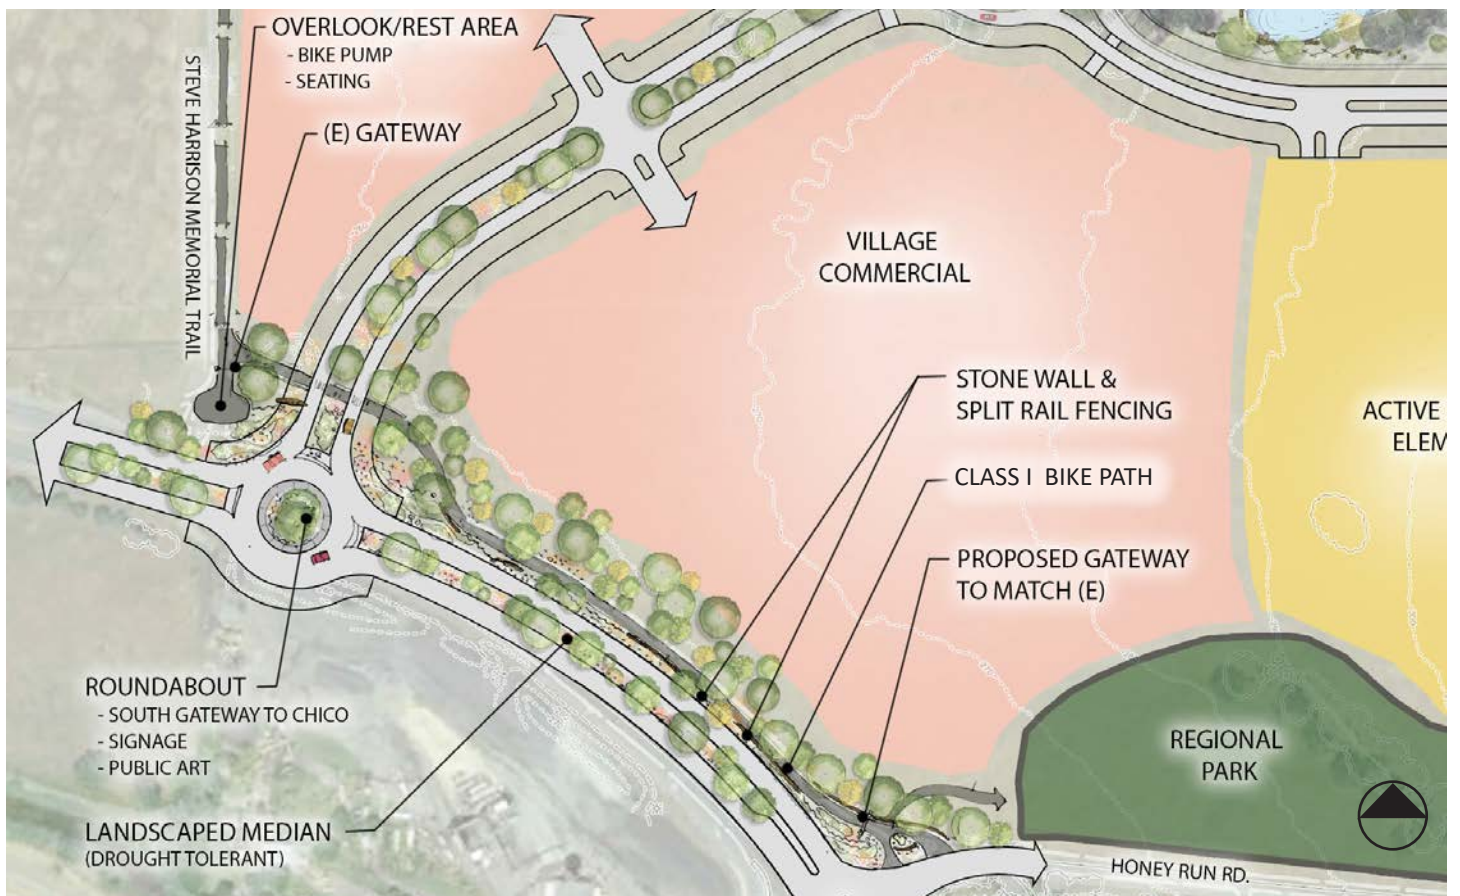 OVERLOOK/REST AREA
- BIKE PUMP
- SEATING
(E) GATEWAY
STEVE HARRISON MEMORIAL TRAIL
VILLAGE
COMMERCIAL
STONE WALL &
SPLIT RAIL FENCING
CLASS I BIKE PATH
PROPOSED GATEWAY
TO MATCH (E)
ACTIVE
ELEM
ROUNDABOUT
- SOUTH GATEWAY TO CHICO
- SIGNAGE
- PUBLIC ART
LANDSCAPED MEDIAN
(DROUGHT TOLERANT)
REGIONAL
PARK
HONEY RUN RD.